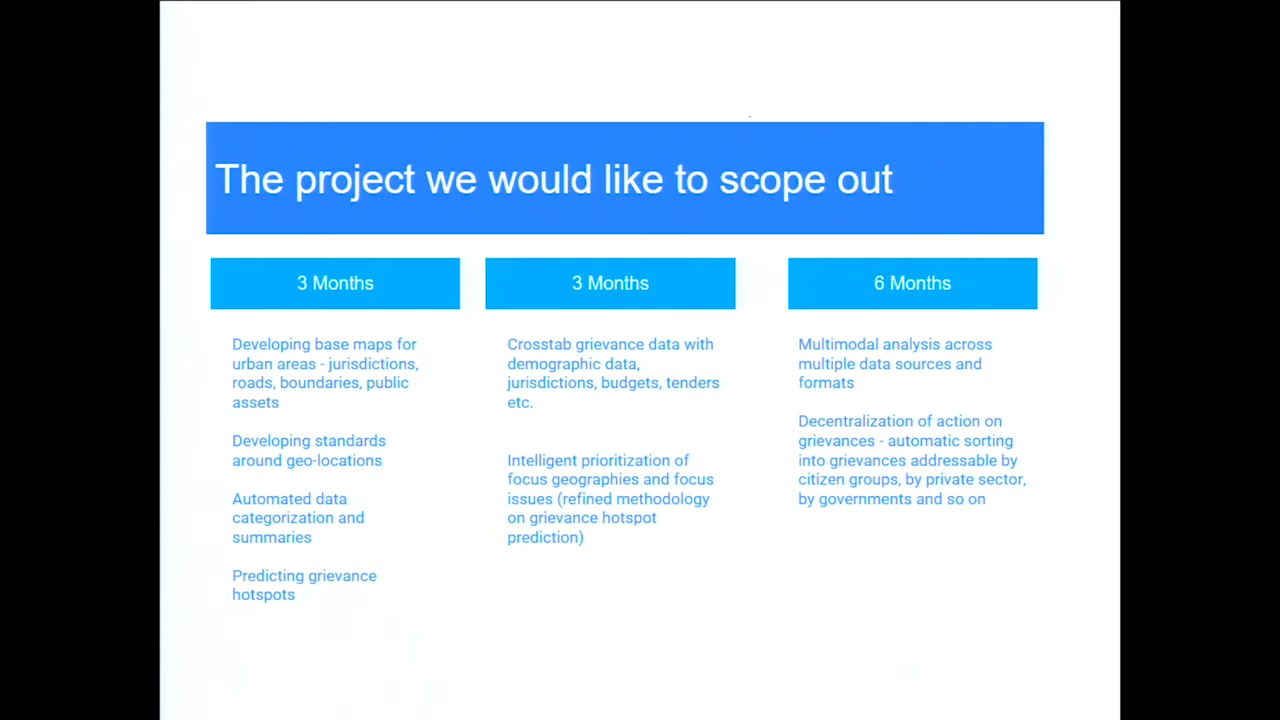 The project we would like to scope out
3 Months
Developing base maps for
urban areas - jurisdictions,
roads, boundaries, public
assets
Developing standards
around geo-locations
Automated data
categorization and
summaries
Predicting grievance
hotspots
3 Months
Crosstab grievance data with
demographic data,
jurisdictions, budgets, tenders
etc.
Intelligent prioritization of
focus geographies and focus
issues (refined methodology
on grievance hotspot
prediction)
6 Months
Multimodal analysis across
multiple data sources and
formats
Decentralization of action on
grievances - automatic sorting
into grievances addressable by
citizen groups, by private sector,
by governments and so on